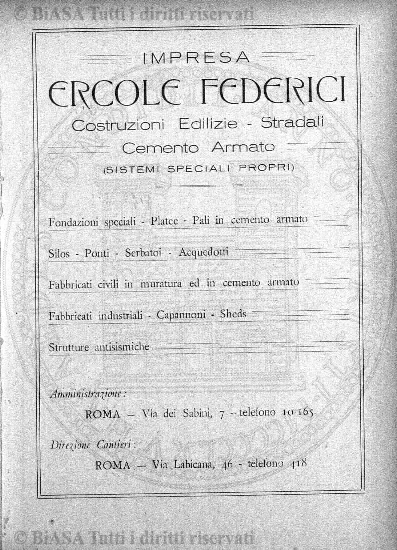 © BiASA Tutti i diritti riservati
IMPRESA
ERCOLE FEDERICI
Costruzioni Edilizie - Stradali
Cemento Armato
(SISTEMI SPECIALI PROPRI)
Fondazioni speciali - Platee - Pali in cemento armato
Silos - Ponti - Serbatoi - Acquedotti
Fabbricati civili in muratura ed in cemento armato
Fabbricati industriali - Capannoni - Sheds
Strutture antisismiche
Amministrazione:
ROMA — Via dei Sabini, 7 - telefono 10-165
Direzione Cantieri:
ROMA — Via Labicana, 46 - telefono 418
© BiASA Tutti i diritti riservati